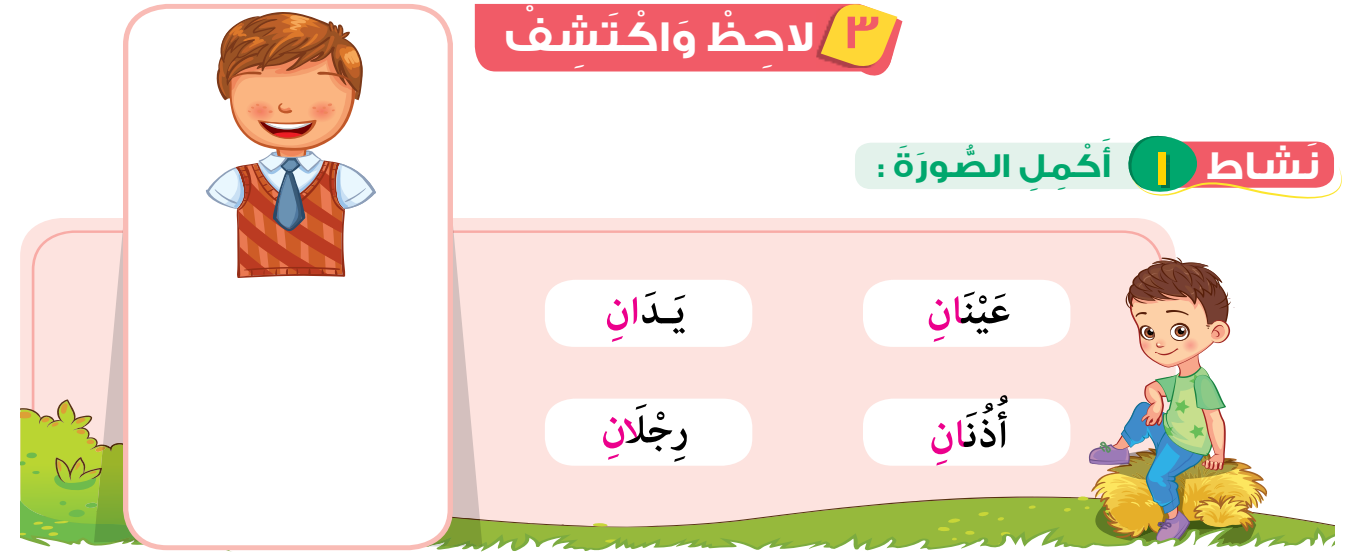 ٣ لاحِظْ وَاكْتَشِفْ
نَشاط ١ أَكْمِلِ الصُّورَةَ :
عَيْنَانِ يَـدَانِ
أُذُنَانِ رِجْلَانِ